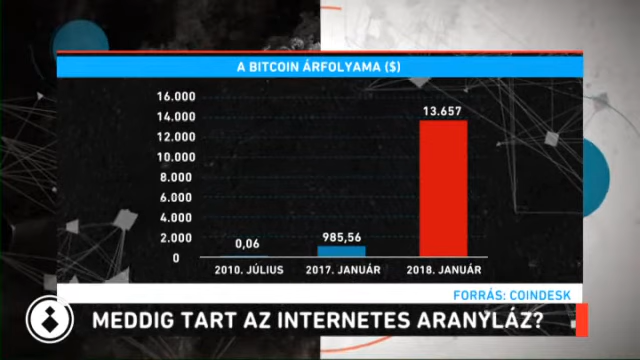 A BITCOIN ÁRFOLYAMA ($)
16.000
14.000
12.000
10.000
8.000
6.000
4.000
2.000
0
0,06
985,56
13.657
2010. JÚLIUS
2017. JANUÁR
2018. JANUÁR
FORRÁS: COINDESK
MEDDIG TART AZ INTERNETES ARANYLÁZ?